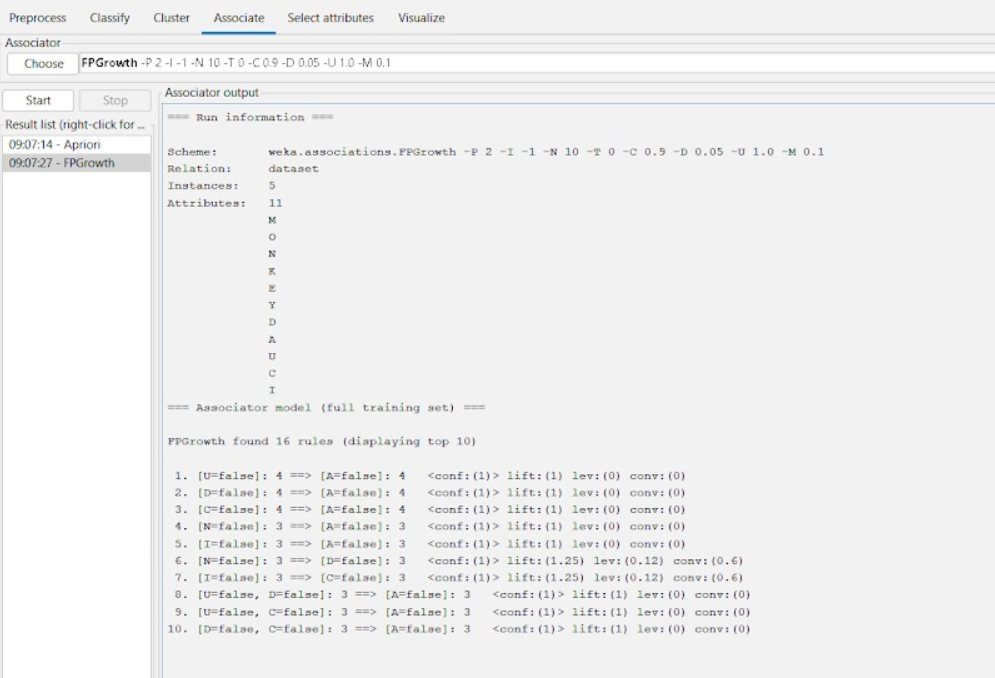 Preprocess Classify Cluster Associate Select attributes Visualize
Associator
Choose FPGrowth -P 2 -I -1 -N 10 -T 0 -C 0.9 -D 0.05 -U 1.0 -M 0.1
Start Stop
Result list (right-click for ...
09:07:14 - Apriori
09:07:27 - FPGrowth
Associator output
=== Run information ===
Scheme: weka.associations.FPGrowth -P 2 -I -1 -N 10 -T 0 -C 0.9 -D 0.05 -U 1.0 -M 0.1
Relation: dataset
Instances: 5
Attributes: 11
M
O
N
K
E
Y
D
A
U
C
I
=== Associator model (full training set) ===
FPGrowth found 16 rules (displaying top 10)
1. [U=false]: 4 ==> [A=false]: 4 <conf:(1)> lift:(1) lev:(0) conv:(0)
2. [D=false]: 4 ==> [A=false]: 4 <conf:(1)> lift:(1) lev:(0) conv:(0)
3. [C=false]: 4 ==> [A=false]: 4 <conf:(1)> lift:(1) lev:(0) conv:(0)
4. [N=false]: 3 ==> [A=false]: 3 <conf:(1)> lift:(1) lev:(0) conv:(0)
5. [I=false]: 3 ==> [A=false]: 3 <conf:(1)> lift:(1) lev:(0) conv:(0)
6. [N=false]: 3 ==> [D=false]: 3 <conf:(1)> lift:(1.25) lev:(0.12) conv:(0.6)
7. [I=false]: 3 ==> [C=false]: 3 <conf:(1)> lift:(1.25) lev:(0.12) conv:(0.6)
8. [U=false, D=false]: 3 ==> [A=false]: 3 <conf:(1)> lift:(1) lev:(0) conv:(0)
9. [U=false, C=false]: 3 ==> [A=false]: 3 <conf:(1)> lift:(1) lev:(0) conv:(0)
10. [D=false, C=false]: 3 ==> [A=false]: 3 <conf:(1)> lift:(1) lev:(0) conv:(0)